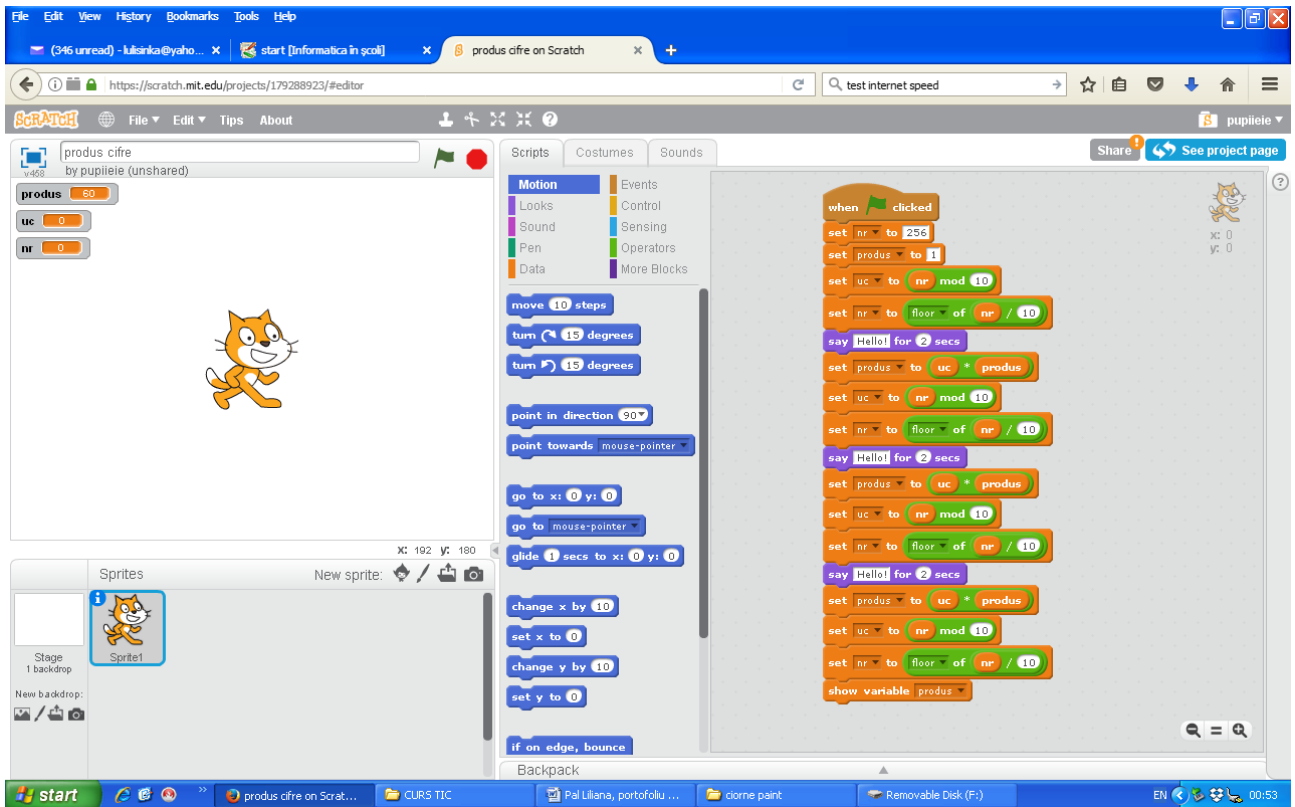 File Edit View History Bookmarks Tools Help
(346 unread) - lulisinka@yaho... × start [Informatica în şcoli] × produs cifre on Scratch × +
https://scratch.mit.edu/projects/179288923/#editor test internet speed
SCRATCH File Edit Tips About pupiieie
produs cifre
v458 by pupiieie (unshared)
Scripts Costumes Sounds
Share See project page
produs 60
uc 0
nr 0
X: 192 y: 180
Motion Events
Looks Control
Sound Sensing
Pen Operators
Data More Blocks
move 10 steps
turn 15 degrees
turn 15 degrees
point in direction 90
point towards mouse-pointer
go to x: 0 y: 0
go to mouse-pointer
glide 1 secs to x: 0 y: 0
change x by 10
set x to 0
change y by 10
set y to 0
if on edge, bounce
when clicked
set nr to 256
set produs to 1
set uc to nr mod 10
set nr to floor of nr / 10
say Hello! for 2 secs
set produs to uc * produs
set uc to nr mod 10
set nr to floor of nr / 10
say Hello! for 2 secs
set produs to uc * produs
set uc to nr mod 10
set nr to floor of nr / 10
say Hello! for 2 secs
set produs to uc * produs
set uc to nr mod 10
set nr to floor of nr / 10
show variable produs
x: 0
y: 0
Sprites New sprite:
Stage
1 backdrop
New backdrop:
Sprite1
Backpack
start produs cifre on Scrat... CURS TIC Pal Liliana, portofoliu ... ciorne paint Removable Disk (F:) EN 00:53